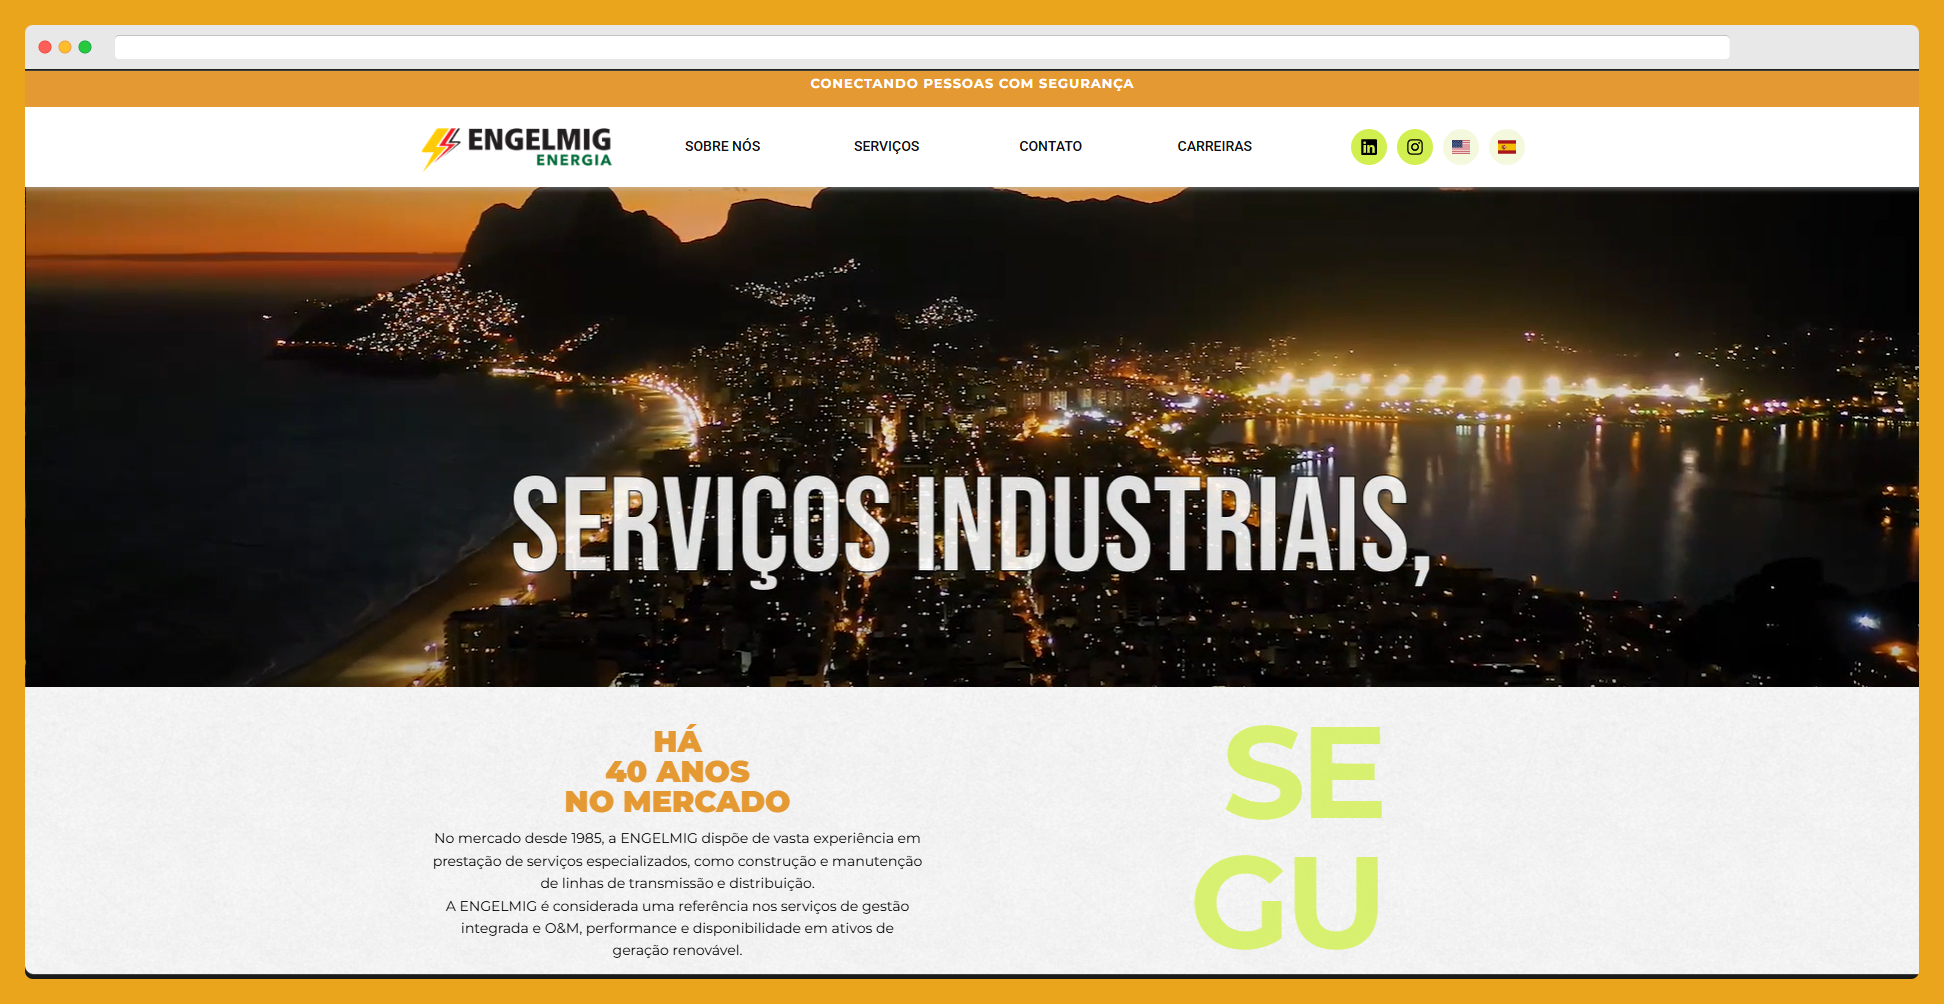 CONECTANDO PESSOAS COM SEGURANÇA
ENGELMIG
ENERGIA
SOBRE NÓS
SERVIÇOS
CONTATO
CARREIRAS
SERVIÇOS INDUSTRIAIS,
HÁ
40 ANOS
NO MERCADO
No mercado desde 1985, a ENGELMIG dispõe de vasta experiência em
prestação de serviços especializados, como construção e manutenção
de linhas de transmissão e distribuição.
A ENGELMIG é considerada uma referência nos serviços de gestão
integrada e O&M, performance e disponibilidade em ativos de
geração renovável.
SE
GU